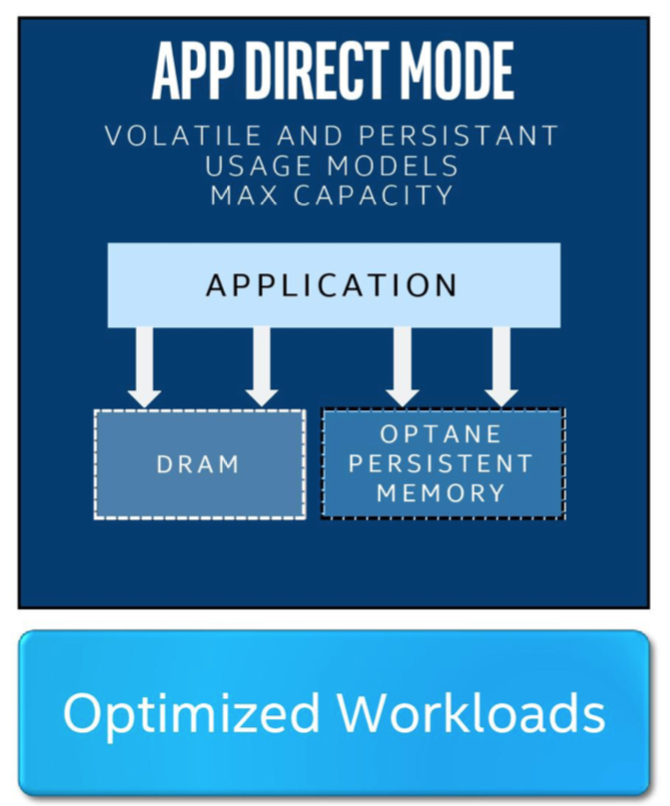 APP DIRECT MODE
VOLATILE AND PERSISTANT
USAGE MODELS
MAX CAPACITY
APPLICATION
DRAM
OPTANE
PERSISTENT
MEMORY
Optimized Workloads